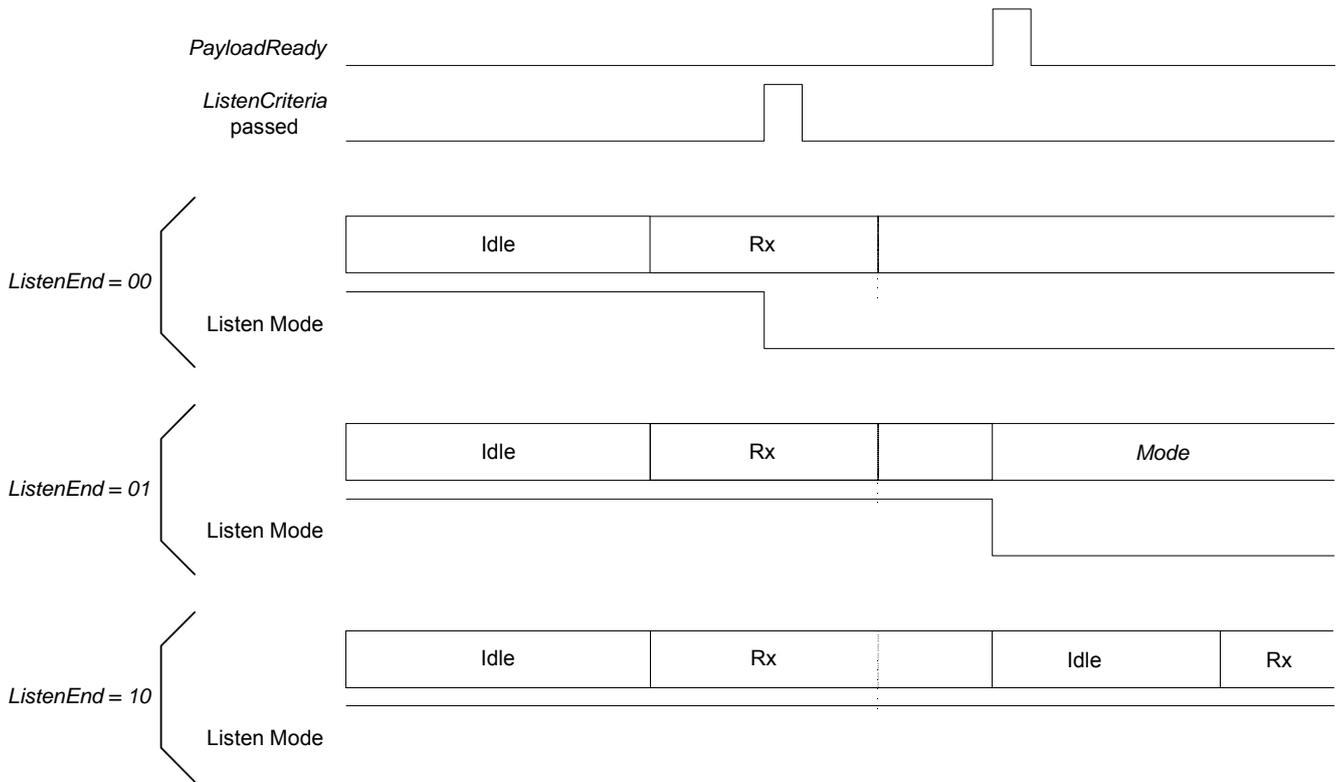 PayloadReady
ListenCriteria
passed
Idle
Rx
ListenEnd = 00
Listen Mode
Idle
Rx
Mode
ListenEnd = 01
Listen Mode
Idle
Rx
Idle
Rx
ListenEnd = 10
Listen Mode